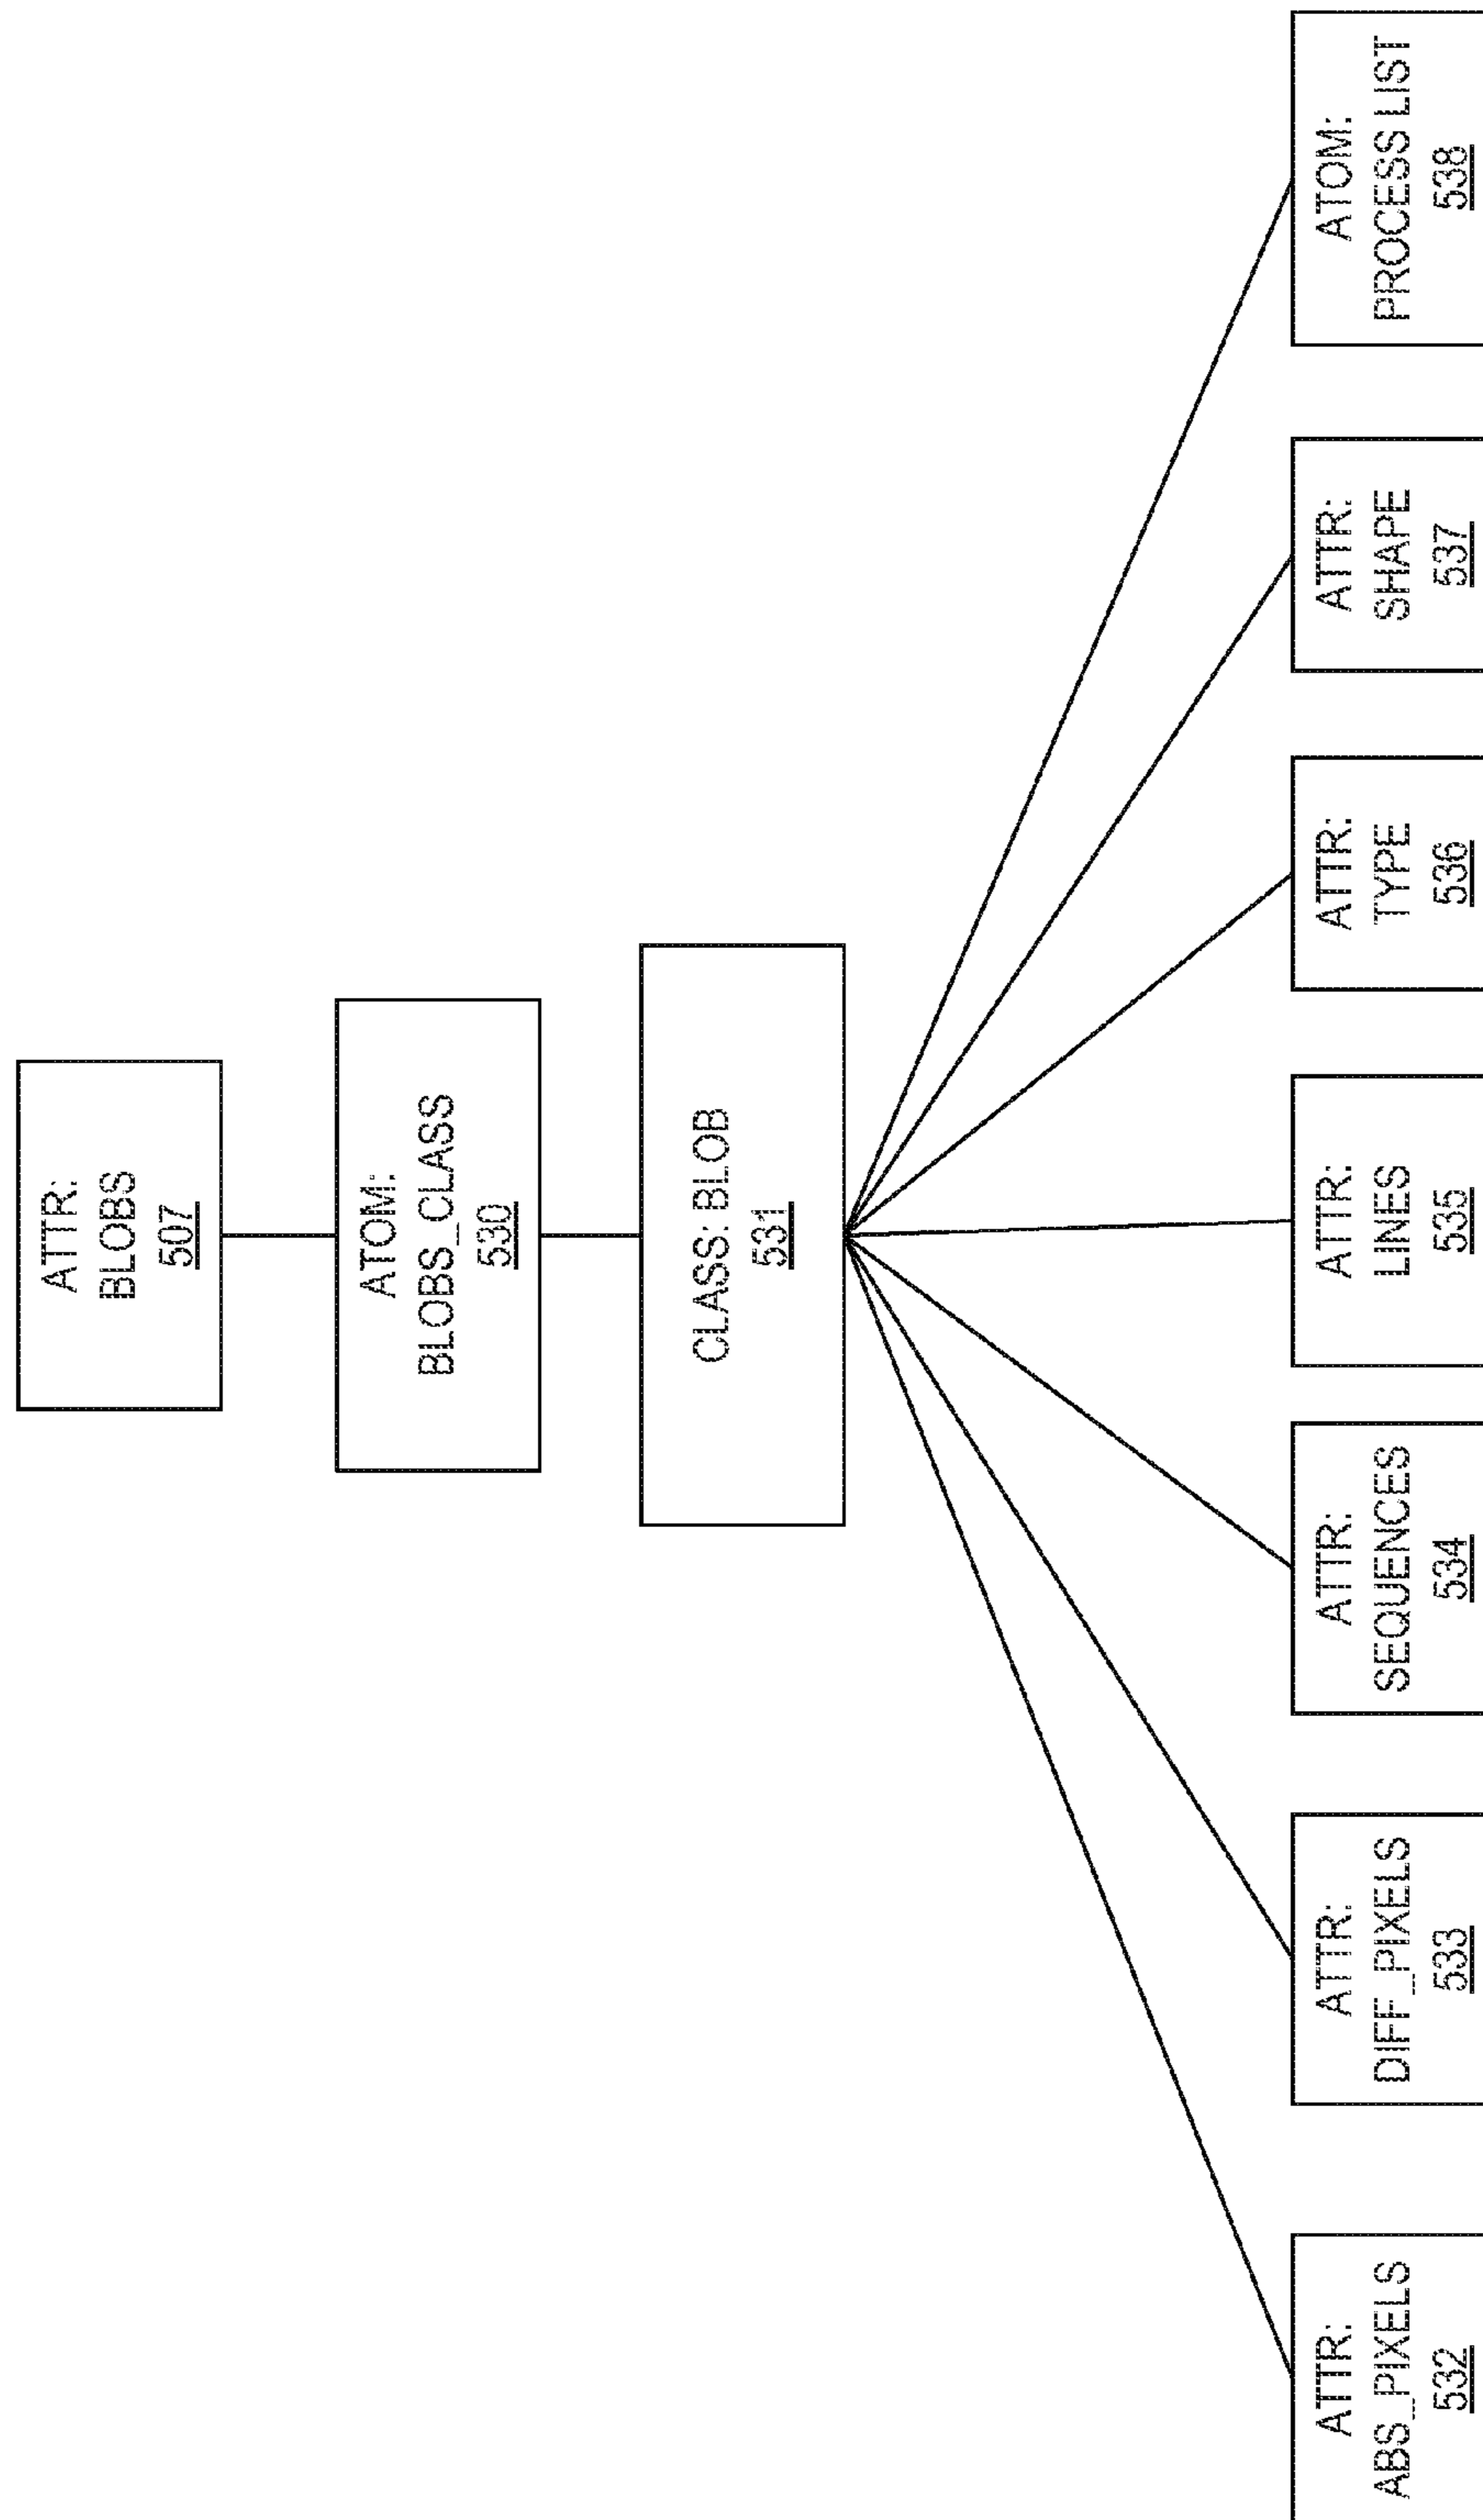 ATTR:
BLOBS
507
ATOM:
BLOBS_CLASS
530
CLASS: BLOB
531
ATTR:
ABS_PIXELS
532
ATTR:
DIFF_PIXELS
533
ATTR:
SEQUENCES
534
ATTR:
LINES
535
ATTR:
TYPE
536
ATTR:
SHAPE
537
ATOM:
PROCESS LIST
538